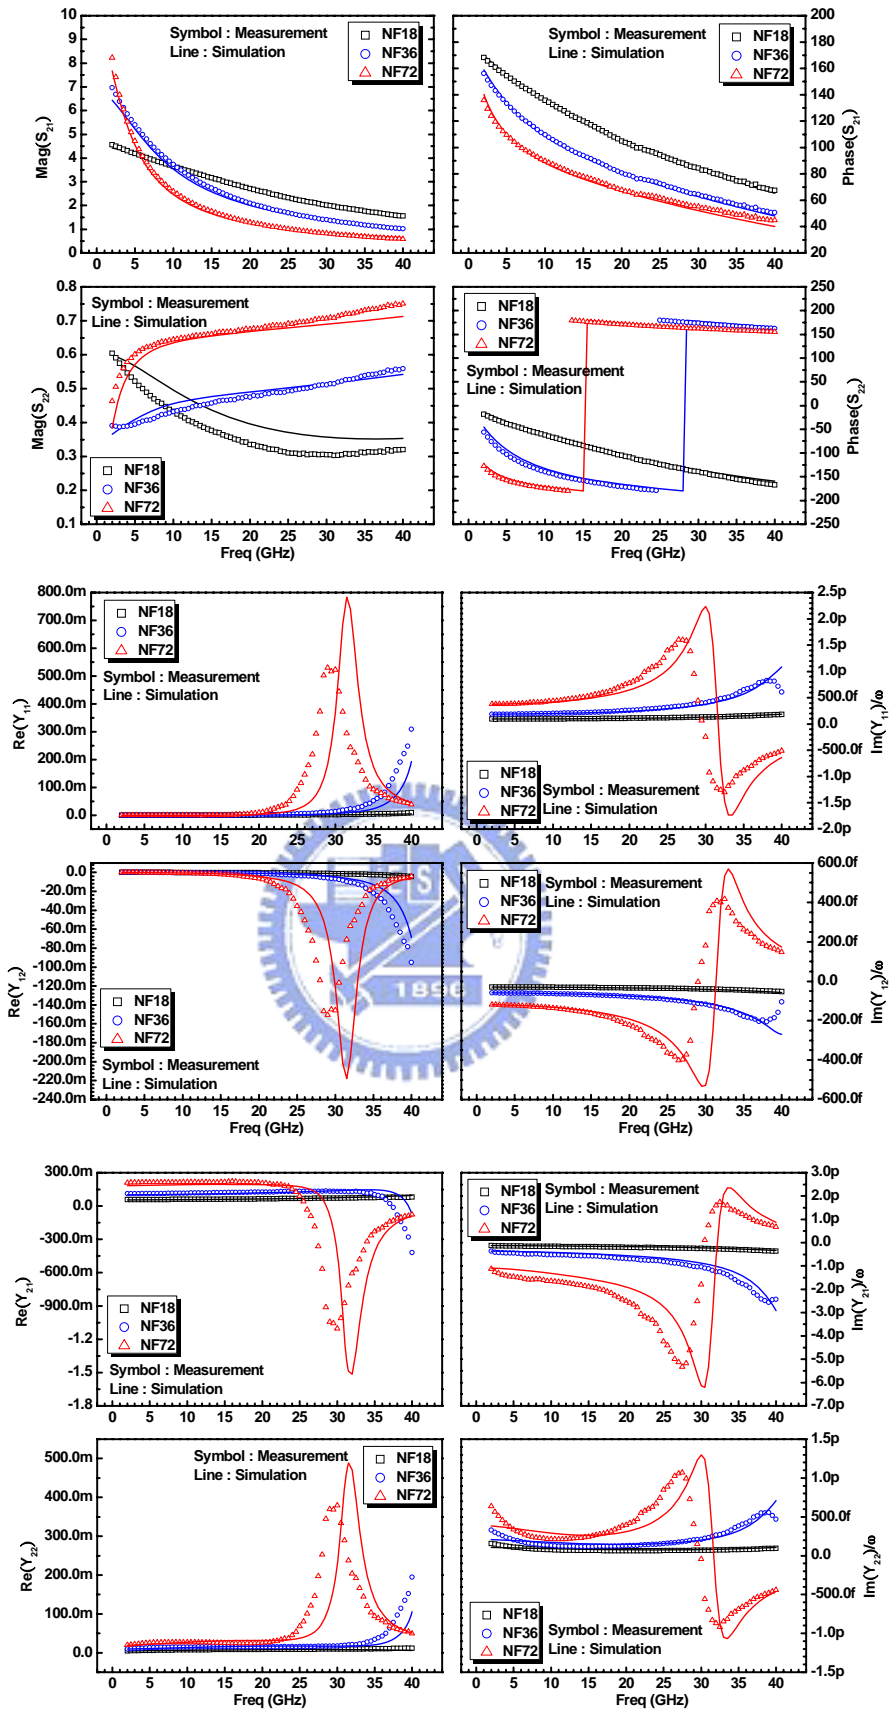 10
9
8
7
6
5
4
3
2
1
0
Mag(S21)
Symbol : Measurement
Line : Simulation
NF18
NF36
NF72
0 5 10 15 20 25 30 35 40
200
180
160
140
120
100
80
60
40
20
Phase(S21)
Symbol : Measurement
Line : Simulation
NF18
NF36
NF72
0 5 10 15 20 25 30 35 40
0.8
0.7
0.6
0.5
0.4
0.3
0.2
0.1
Mag(S22)
Symbol : Measurement
Line : Simulation
NF18
NF36
NF72
0 5 10 15 20 25 30 35 40
Freq (GHz)
250
200
150
100
50
0
-50
-100
-150
-200
-250
Phase(S22)
NF18
NF36
NF72
Symbol : Measurement
Line : Simulation
0 5 10 15 20 25 30 35 40
Freq (GHz)
800.0m
700.0m
600.0m
500.0m
400.0m
300.0m
200.0m
100.0m
0.0
Re(Y11)
NF18
NF36
NF72
Symbol : Measurement
Line : Simulation
0 5 10 15 20 25 30 35 40
2.5p
2.0p
1.5p
1.0p
500.0f
0.0
-500.0f
-1.0p
-1.5p
-2.0p
Im(Y11)/ω
NF18
NF36
NF72
Symbol : Measurement
Line : Simulation
0 5 10 15 20 25 30 35 40
0.0
-20.0m
-40.0m
-60.0m
-80.0m
-100.0m
-120.0m
-140.0m
-160.0m
-180.0m
-200.0m
-220.0m
-240.0m
Re(Y12)
NF18
NF36
NF72
Symbol : Measurement
Line : Simulation
0 5 10 15 20 25 30 35 40
Freq (GHz)
600.0f
400.0f
200.0f
0.0
-200.0f
-400.0f
-600.0f
Im(Y12)/ω
NF18
NF36
NF72
Symbol : Measurement
Line : Simulation
0 5 10 15 20 25 30 35 40
Freq (GHz)
1896
300.0m
0.0
-300.0m
-600.0m
-900.0m
-1.2
-1.5
-1.8
Re(Y21)
NF18
NF36
NF72
Symbol : Measurement
Line : Simulation
0 5 10 15 20 25 30 35 40
3.0p
2.0p
1.0p
0.0
-1.0p
-2.0p
-3.0p
-4.0p
-5.0p
-6.0p
-7.0p
Im(Y21)/ω
NF18
NF36
NF72
Symbol : Measurement
Line : Simulation
0 5 10 15 20 25 30 35 40
500.0m
400.0m
300.0m
200.0m
100.0m
0.0
Re(Y22)
Symbol : Measurement
Line : Simulation
NF18
NF36
NF72
0 5 10 15 20 25 30 35 40
Freq (GHz)
1.5p
1.0p
500.0f
0.0
-500.0f
-1.0p
-1.5p
Im(Y22)/ω
NF18
NF36
NF72
Symbol : Measurement
Line : Simulation
0 5 10 15 20 25 30 35 40
Freq (GHz)